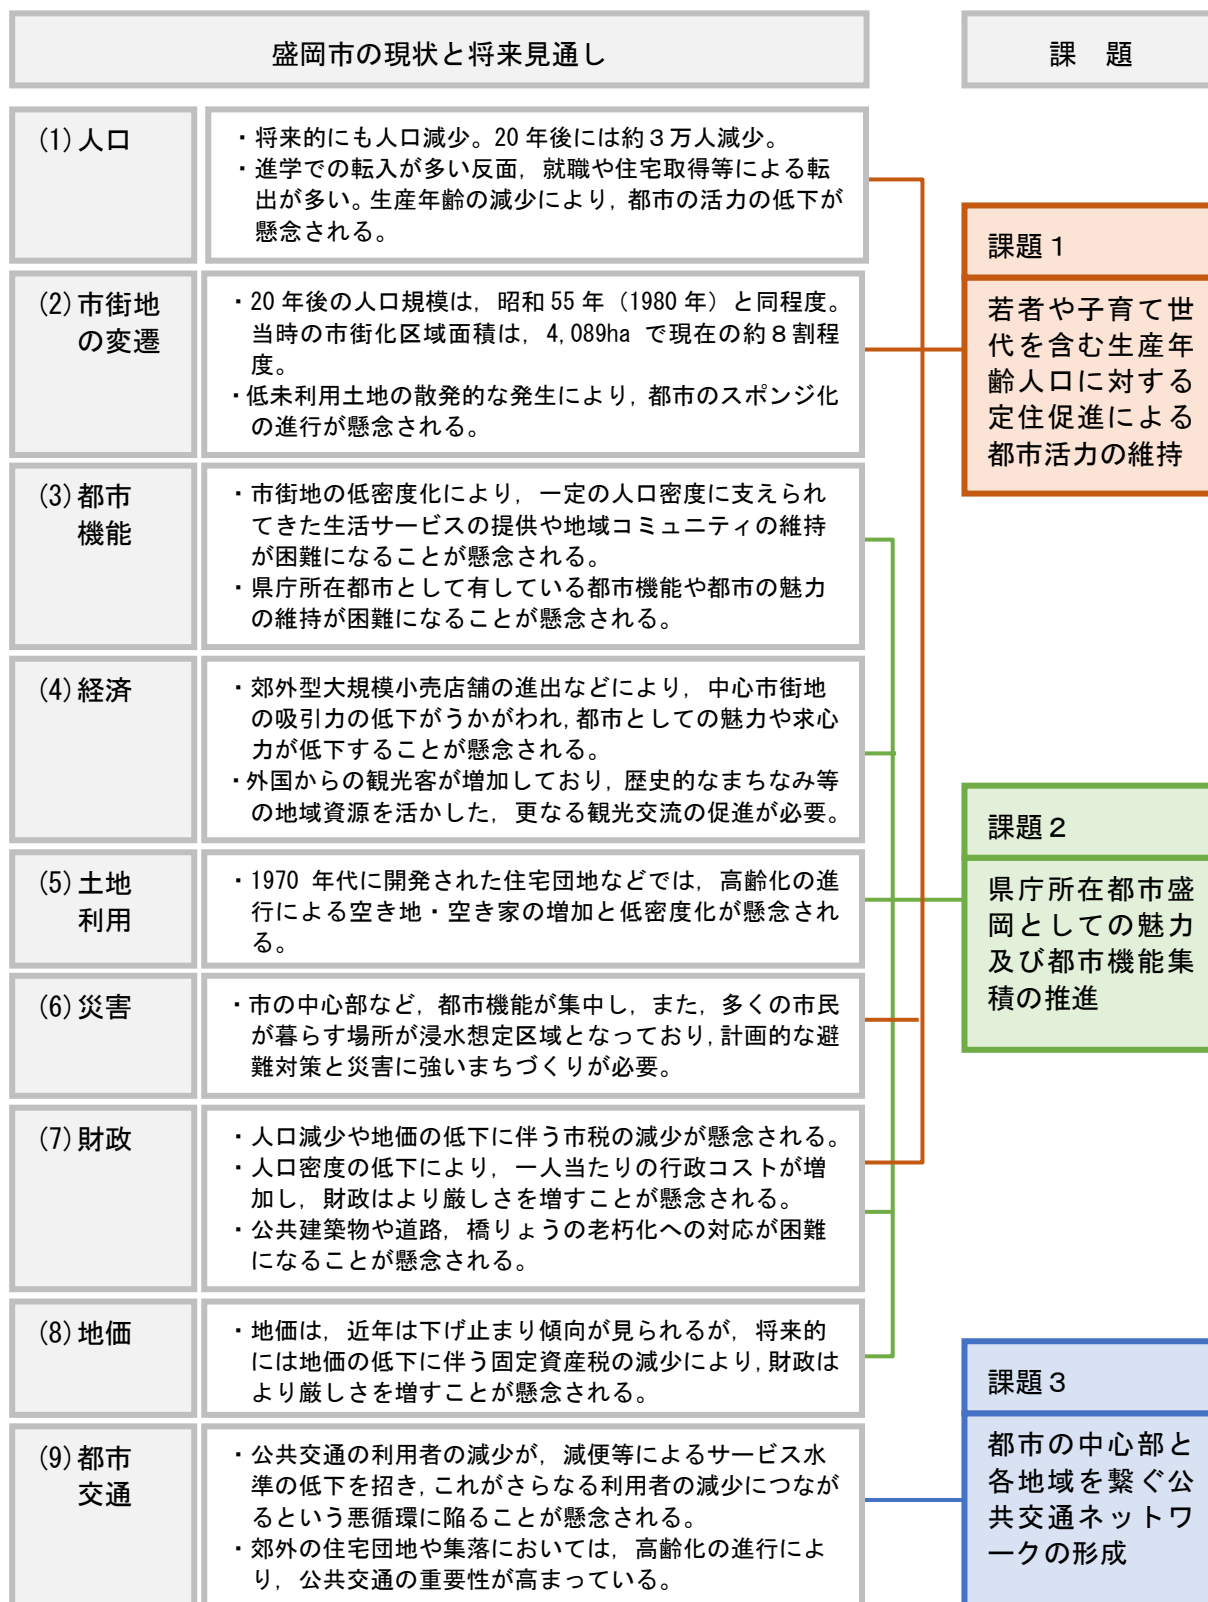 盛岡市の現状と将来見通し
課　題
(1)人口
・将来的にも人口減少。20年後には約３万人減少。
・進学での転入が多い反面，就職や住宅取得等による転
出が多い。生産年齢の減少により，都市の活力の低下が
懸念される。
(2)市街地
の変遷
・20年後の人口規模は，昭和55年（1980年）と同程度。
当時の市街化区域面積は，4,089haで現在の約８割程
度。
・低未利用土地の散発的な発生により，都市のスポンジ化
の進行が懸念される。
(3)都市
機能
・市街地の低密度化により，一定の人口密度に支えられ
てきた生活サービスの提供や地域コミュニティの維持
が困難になることが懸念される。
・県庁所在都市として有している都市機能や都市の魅力
の維持が困難になることが懸念される。
(4)経済
・郊外型大規模小売店舗の進出などにより，中心市街地
の吸引力の低下がうかがわれ，都市としての魅力や求心
力が低下することが懸念される。
・外国からの観光客が増加しており，歴史的なまちなみ等
の地域資源を活かした，更なる観光交流の促進が必要。
(5)土地
利用
・1970年代に開発された住宅団地などでは，高齢化の進
行による空き地・空き家の増加と低密度化が懸念され
る。
(6)災害
・市の中心部など，都市機能が集中し，また，多くの市民
が暮らす場所が浸水想定区域となっており，計画的な避
難対策と災害に強いまちづくりが必要。
(7)財政
・人口減少や地価の低下に伴う市税の減少が懸念される。
・人口密度の低下により，一人当たりの行政コストが増
加し，財政はより厳しさを増すことが懸念される。
・公共建築物や道路，橋りょうの老朽化への対応が困難
になることが懸念される。
(8)地価
・地価は，近年は下げ止まり傾向が見られるが，将来的
には地価の低下に伴う固定資産税の減少により，財政は
より厳しさを増すことが懸念される。
(9)都市
交通
・公共交通の利用者の減少が，減便等によるサービス水
準の低下を招き，これがさらなる利用者の減少につなが
るという悪循環に陥ることが懸念される。
・郊外の住宅団地や集落においては，高齢化の進行によ
り，公共交通の重要性が高まっている。
課題１
若者や子育て世
代を含む生産年
齢人口に対する
定住促進による
都市活力の維持
課題２
県庁所在都市盛
岡としての魅力
及び都市機能集
積の推進
課題３
都市の中心部と
各地域を繋ぐ公
共交通ネットワ
ークの形成